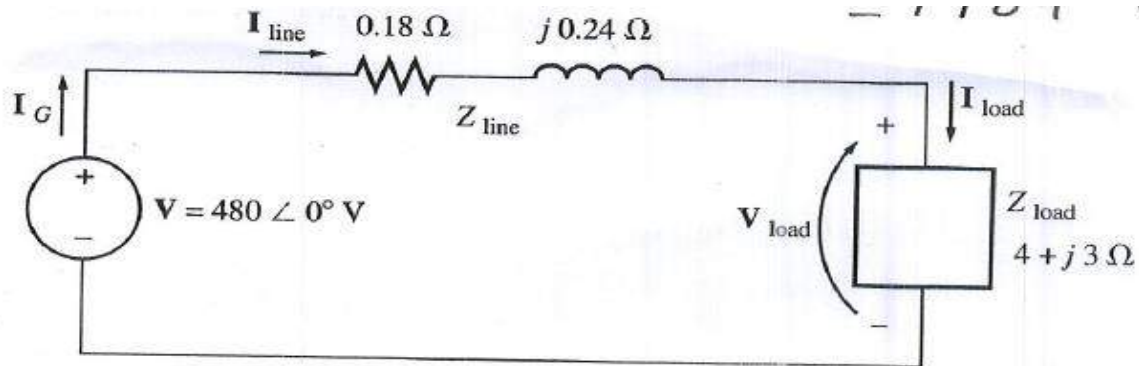 I line 0.18 Ω j 0.24 Ω
I G
Z line
I load
+
+
V = 480 ∠ 0° V
−
V load
Z load
4 + j 3 Ω
−